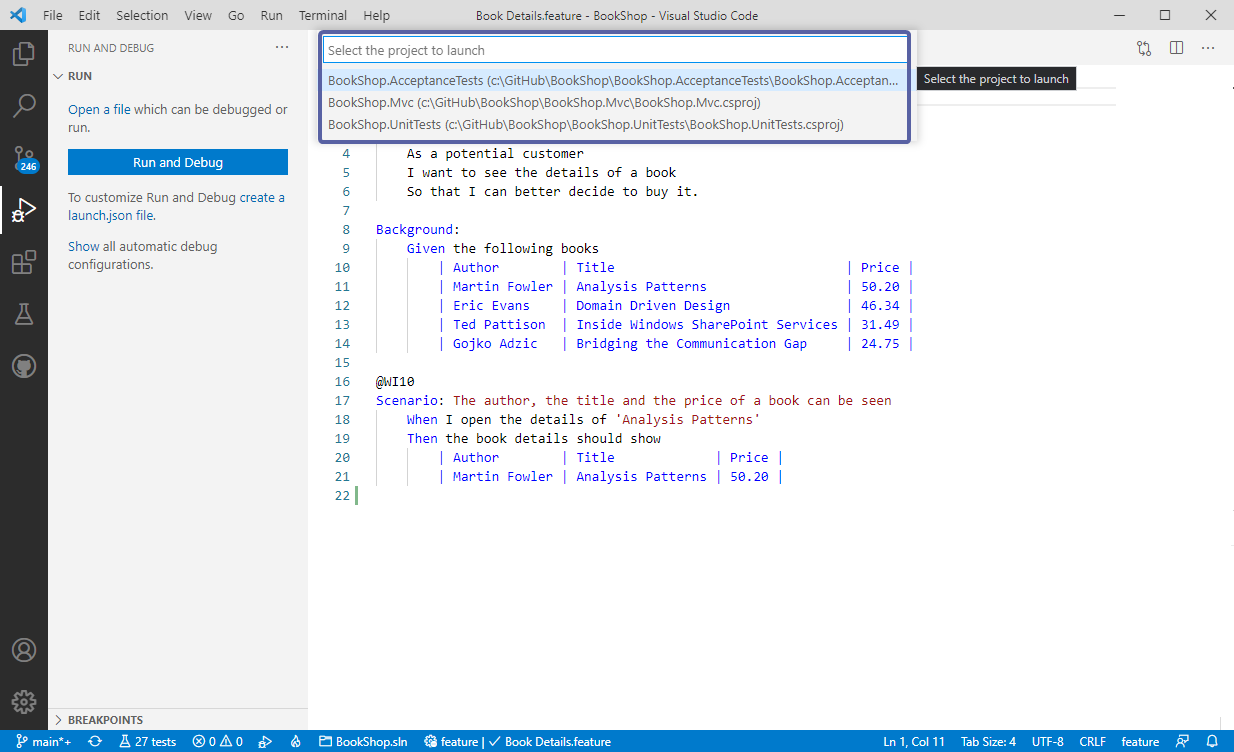 File Edit Selection View Go Run Terminal Help
Book Details.feature - BookShop - Visual Studio Code
RUN AND DEBUG
RUN
Open a file which can be debugged or
run.
Run and Debug
To customize Run and Debug create a
launch.json file.
Show all automatic debug
configurations.
246
BREAKPOINTS
Select the project to launch
BookShop.AcceptanceTests (c:\GitHub\BookShop\BookShop.AcceptanceTests\BookShop.Acceptan...
BookShop.Mvc (c:\GitHub\BookShop\BookShop.Mvc\BookShop.Mvc.csproj)
BookShop.UnitTests (c:\GitHub\BookShop\BookShop.UnitTests\BookShop.UnitTests.csproj)
Select the project to launch
4 As a potential customer
5 I want to see the details of a book
6 So that I can better decide to buy it.
7
8 Background:
9 Given the following books
10 | Author | Title | Price |
11 | Martin Fowler | Analysis Patterns | 50.20 |
12 | Eric Evans | Domain Driven Design | 46.34 |
13 | Ted Pattison | Inside Windows SharePoint Services | 31.49 |
14 | Gojko Adzic | Bridging the Communication Gap | 24.75 |
15
16 @WI10
17 Scenario: The author, the title and the price of a book can be seen
18 When I open the details of 'Analysis Patterns'
19 Then the book details should show
20 | Author | Title | Price |
21 | Martin Fowler | Analysis Patterns | 50.20 |
22
main*+ 27 tests 0 0 BookShop.sln feature | Book Details.feature Ln 1, Col 11 Tab Size: 4 UTF-8 CRLF feature